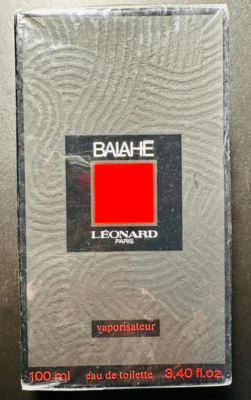 BALAHE
LÉONARD
PARIS
vaporisateur
100 ml eau de toilette 3,40 fl.oz.